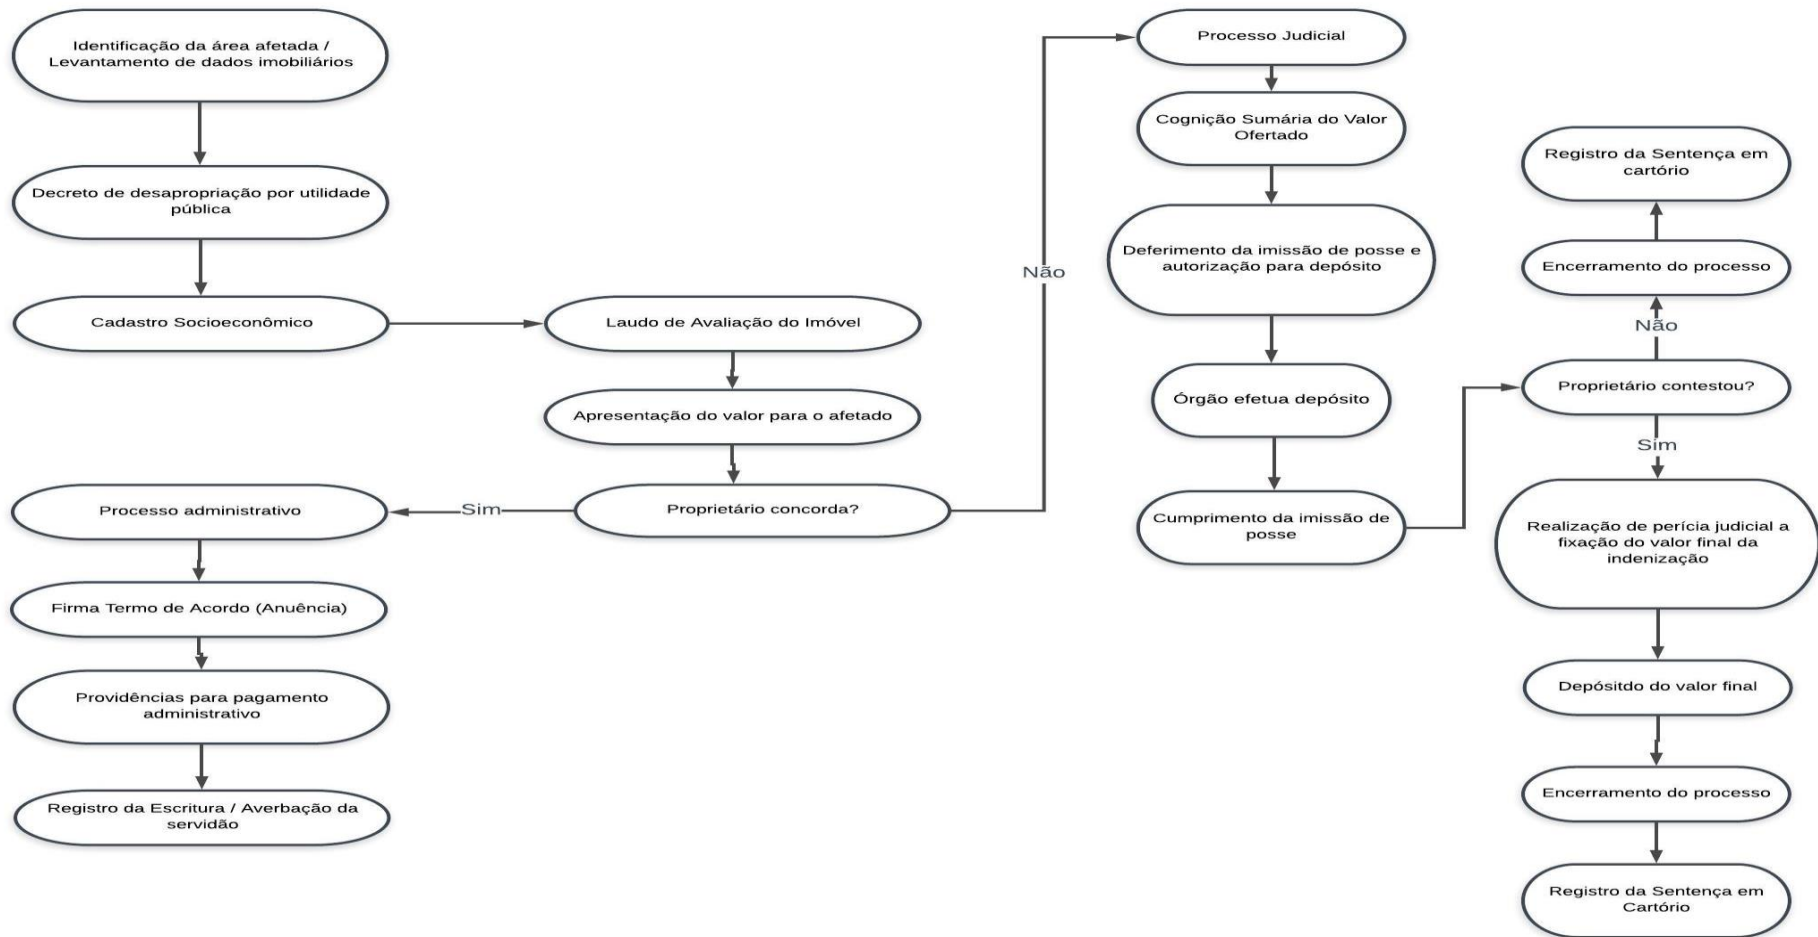 Identificação da área afetada /
Levantamento de dados imobiliários
Decreto de desapropriação por utilidade
pública
Cadastro Socioeconômico
Laudo de Avaliação do Imóvel
Apresentação do valor para o afetado
Proprietário concorda?
Sim
Processo administrativo
Firma Termo de Acordo (Anuência)
Providências para pagamento
administrativo
Registro da Escritura / Averbação da
servidão
Não
Processo Judicial
Cognição Sumária do Valor
Ofertado
Deferimento da imissão de posse e
autorização para depósito
Órgão efetua depósito
Cumprimento da imissão de
posse
Proprietário contestou?
Não
Encerramento do processo
Registro da Sentença em
cartório
Sim
Realização de perícia judicial a
fixação do valor final da
indenização
Depósitdo do valor final
Encerramento do processo
Registro da Sentença em
Cartório